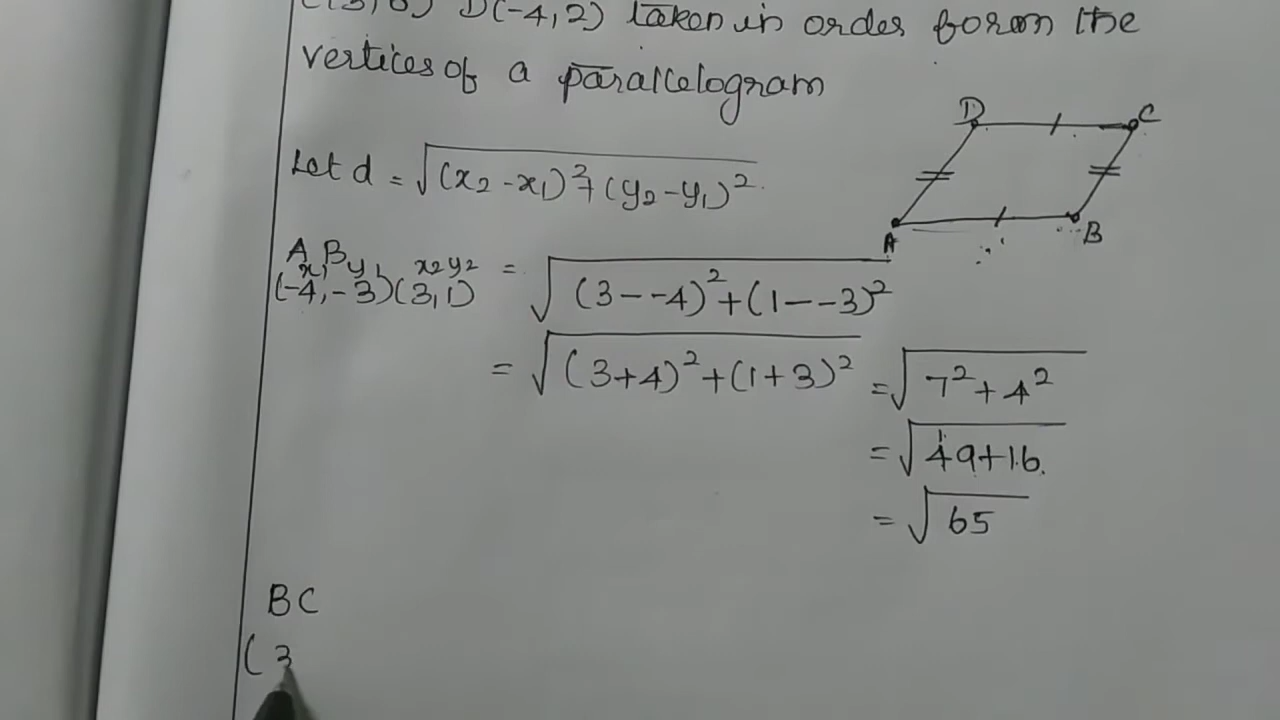 C(3,6) D(-4,2) taken in order form the
vertices of a parallelogram
D C
A B
Let d = √(x2-x1)²+(y2-y1)²
A B
x1 y1 x2 y2
(-4,-3)(3,1) = √(3--4)²+(1--3)²
= √(3+4)²+(1+3)² = √7²+4²
= √49+16
= √65
BC
(3